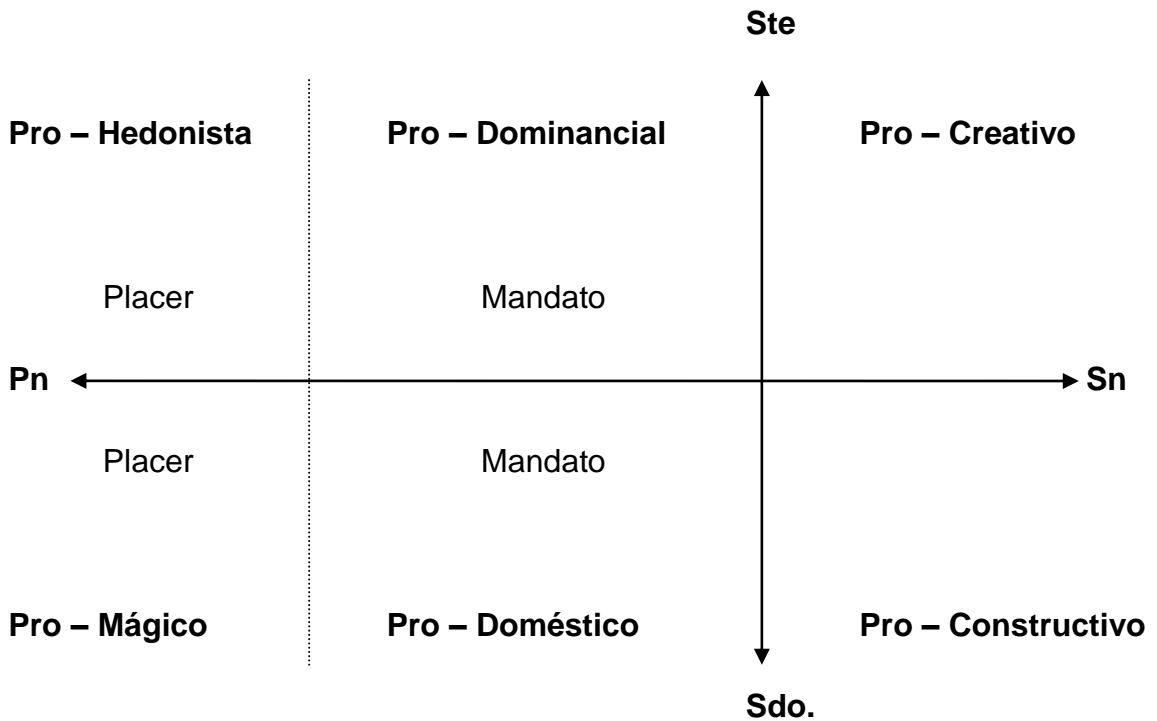 Ste
Pro – Hedonista Pro – Dominancial Pro – Creativo
Placer Mandato
Pn Sn
Placer Mandato
Pro – Mágico Pro – Doméstico Pro – Constructivo
Sdo.